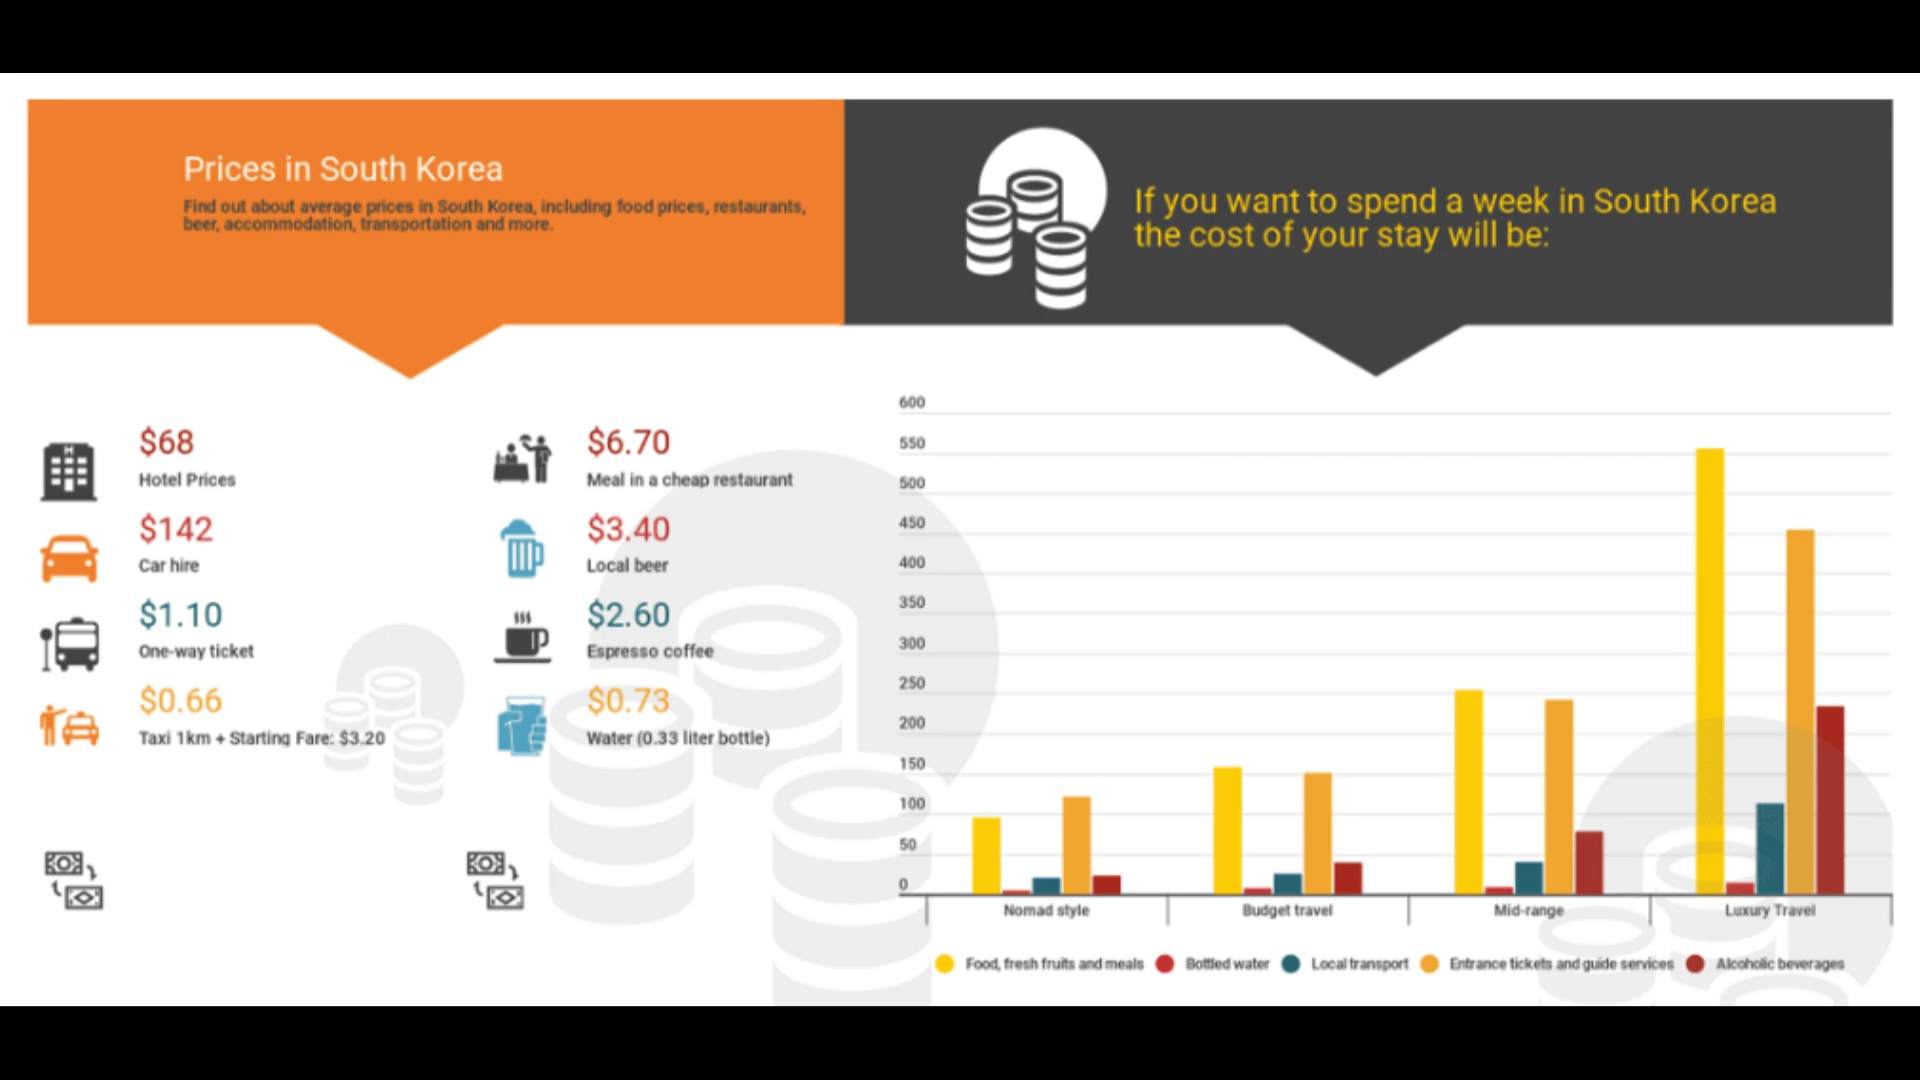 Prices in South Korea
Find out about average prices in South Korea, including food prices, restaurants,
beer, accommodation, transportation and more.
If you want to spend a week in South Korea
the cost of your stay will be:
$68
Hotel Prices
$142
Car hire
$1.10
One-way ticket
$0.66
Taxi 1km + Starting Fare: $3.20
$6.70
Meal in a cheap restaurant
$3.40
Local beer
$2.60
Espresso coffee
$0.73
Water (0.33 liter bottle)
600
550
500
450
400
350
300
250
200
150
100
50
0
Nomad style Budget travel Mid-range Luxury Travel
Food, fresh fruits and meals Bottled water Local transport Entrance tickets and guide services Alcoholic beverages